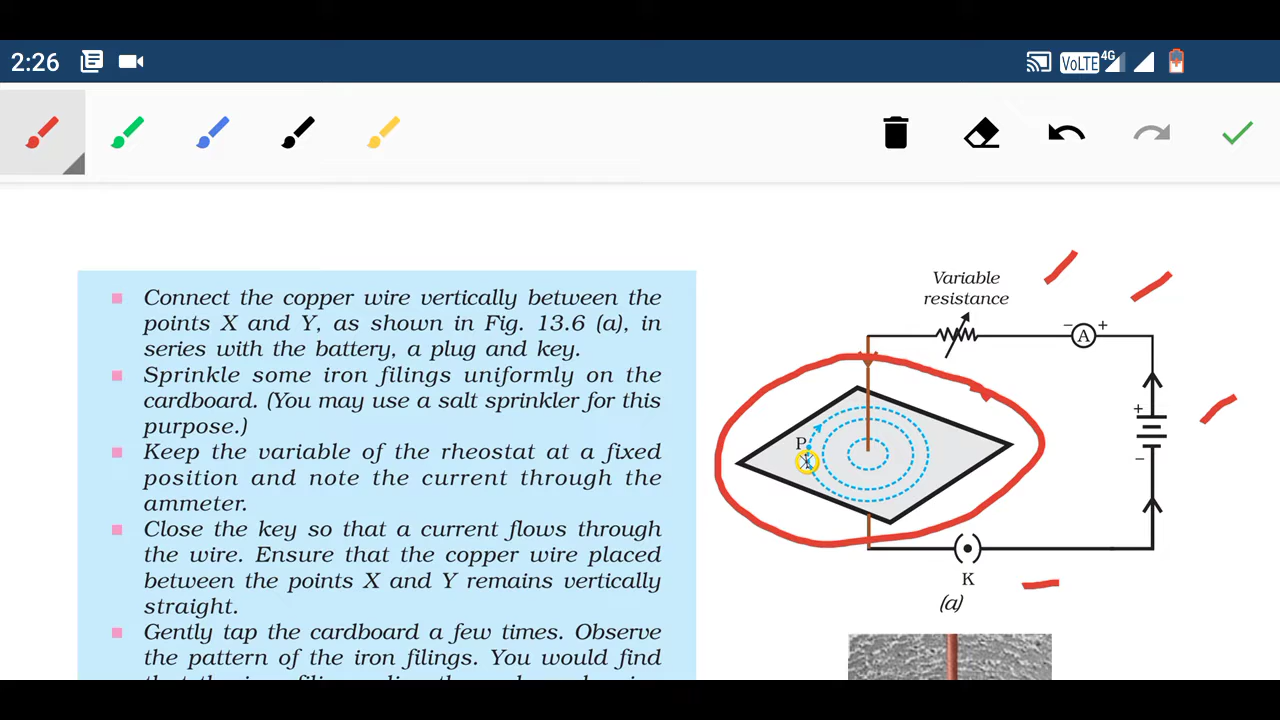 2:26
VoLTE 4G
Connect the copper wire vertically between the
points X and Y, as shown in Fig. 13.6 (a), in
series with the battery, a plug and key.
Sprinkle some iron filings uniformly on the
cardboard. (You may use a salt sprinkler for this
purpose.)
Keep the variable of the rheostat at a fixed
position and note the current through the
ammeter.
Close the key so that a current flows through
the wire. Ensure that the copper wire placed
between the points X and Y remains vertically
straight.
Gently tap the cardboard a few times. Observe
the pattern of the iron filings. You would find
Variable
resistance
− A +
P
+
−
K
(a)